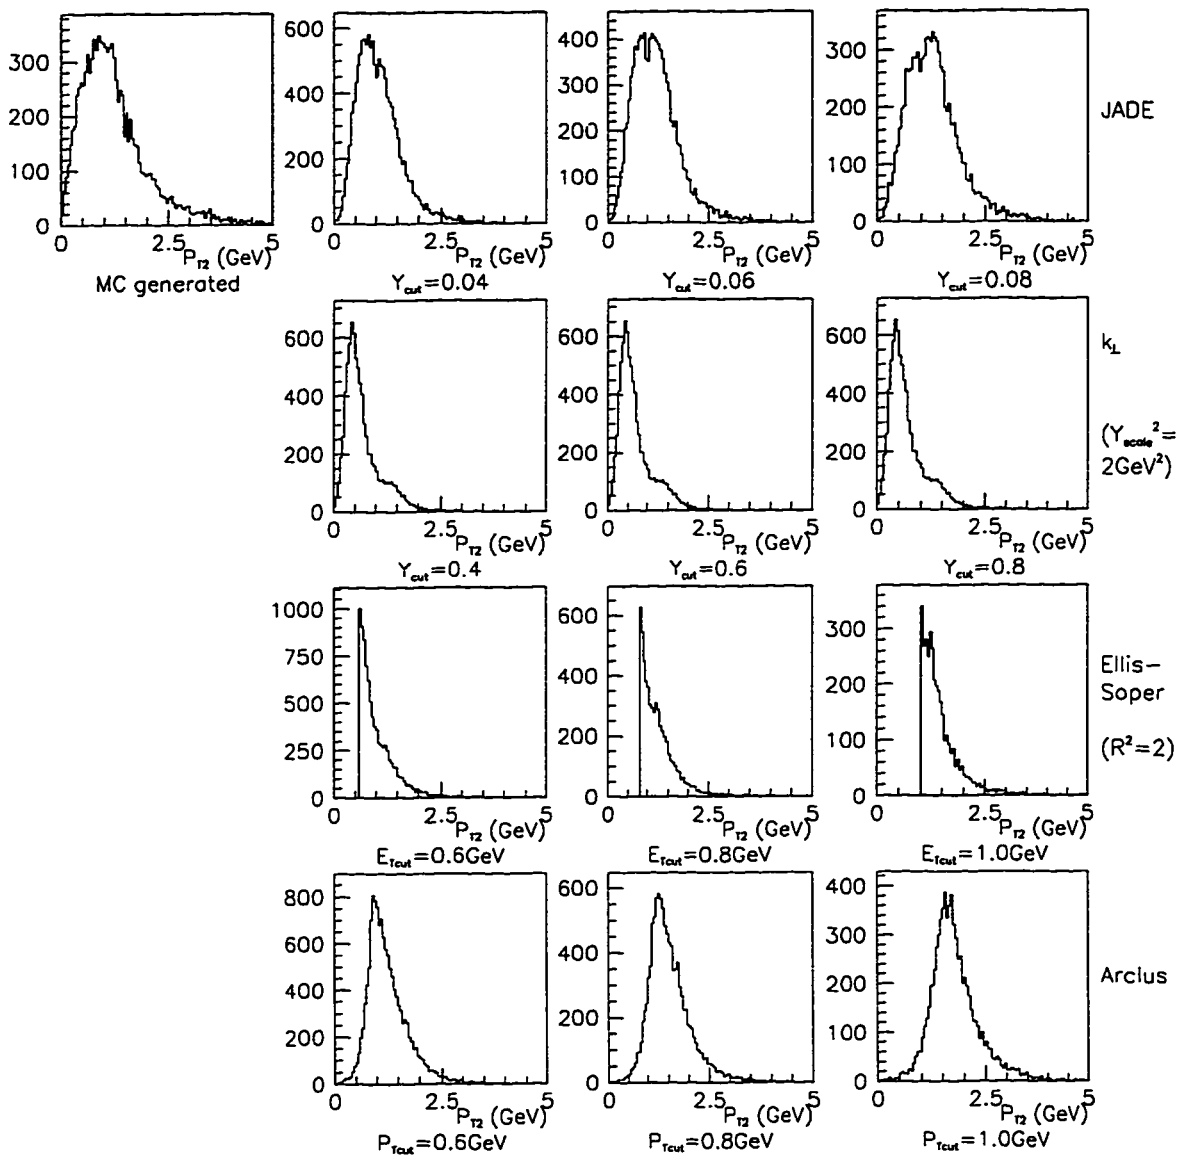 300
200
100
0
0 2.5 5
P_T2 (GeV)
MC generated
600
400
200
0
0 2.5 5
P_T2 (GeV)
Y_cut=0.04
400
300
200
100
0
0 2.5 5
P_T2 (GeV)
Y_cut=0.06
300
200
100
0
0 2.5 5
P_T2 (GeV)
Y_cut=0.08
JADE
600
400
200
0
0 2.5 5
P_T2 (GeV)
Y_cut=0.4
600
400
200
0
0 2.5 5
P_T2 (GeV)
Y_cut=0.6
600
400
200
0
0 2.5 5
P_T2 (GeV)
Y_cut=0.8
k⊥
(Y_scale²=
2GeV²)
1000
750
500
250
0
0 2.5 5
P_T2 (GeV)
E_Tcut=0.6GeV
600
400
200
0
0 2.5 5
P_T2 (GeV)
E_Tcut=0.8GeV
300
200
100
0
0 2.5 5
P_T2 (GeV)
E_Tcut=1.0GeV
Ellis-
Soper
(R²=2)
800
600
400
200
0
0 2.5 5
P_T2 (GeV)
P_Tcut=0.6GeV
600
400
200
0
0 2.5 5
P_T2 (GeV)
P_Tcut=0.8GeV
400
300
200
100
0
0 2.5 5
P_T2 (GeV)
P_Tcut=1.0GeV
Arclus